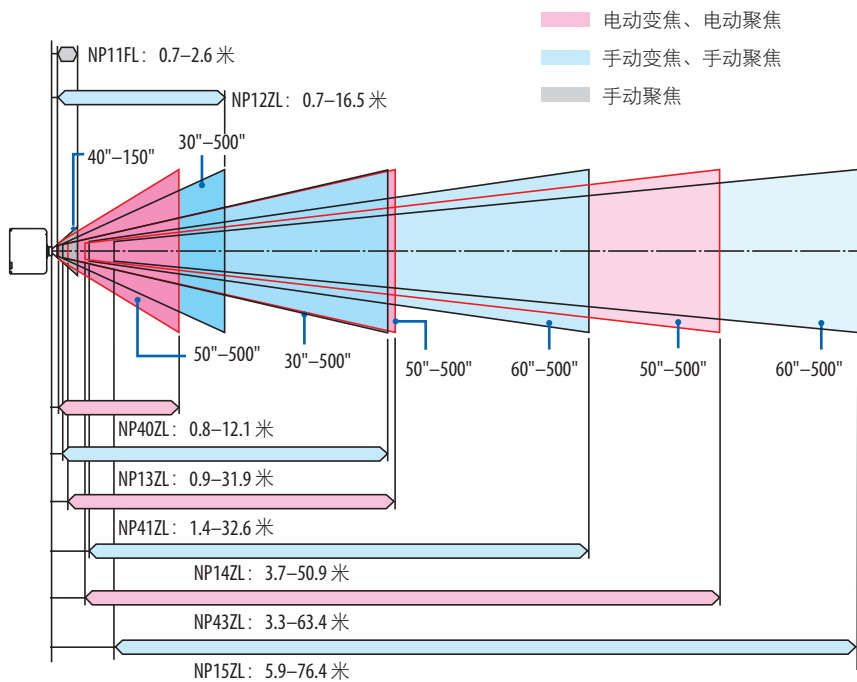 电动变焦、电动聚焦
手动变焦、手动聚焦
手动聚焦
NP11FL：0.7–2.6 米
NP12ZL：0.7–16.5 米
30"–500"
40"–150"
50"–500"
30"–500"
50"–500"
60"–500"
50"–500"
60"–500"
NP40ZL：0.8–12.1 米
NP13ZL：0.9–31.9 米
NP41ZL：1.4–32.6 米
NP14ZL：3.7–50.9 米
NP43ZL：3.3–63.4 米
NP15ZL：5.9–76.4 米